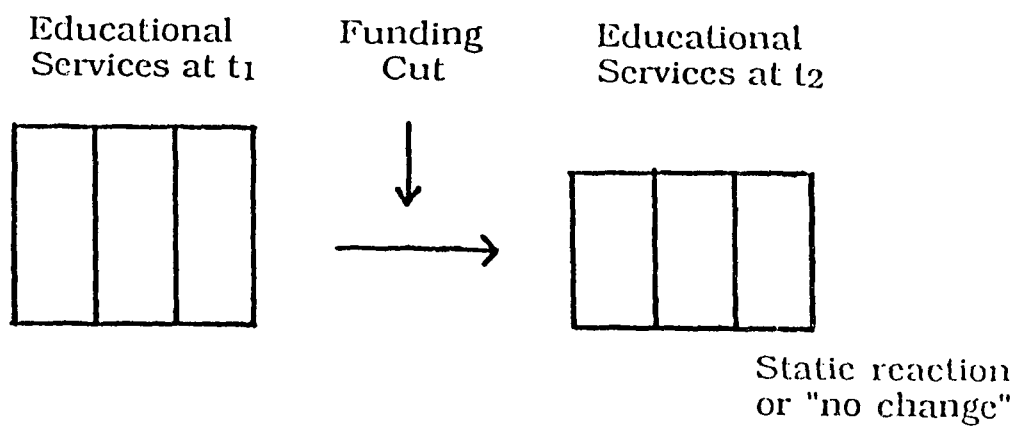 Educational
Services at t1
Funding
Cut
Educational
Services at t2
Static reaction
or "no change"